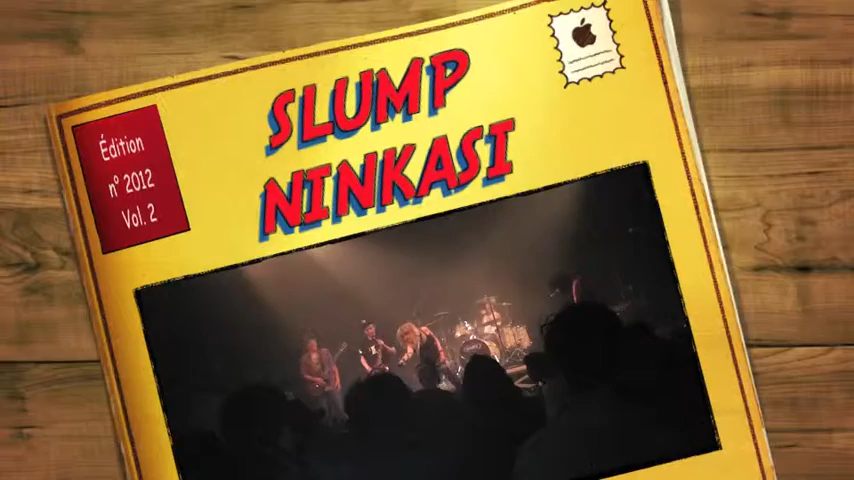 Édition
n° 2012
Vol. 2
SLUMP
NINKASI